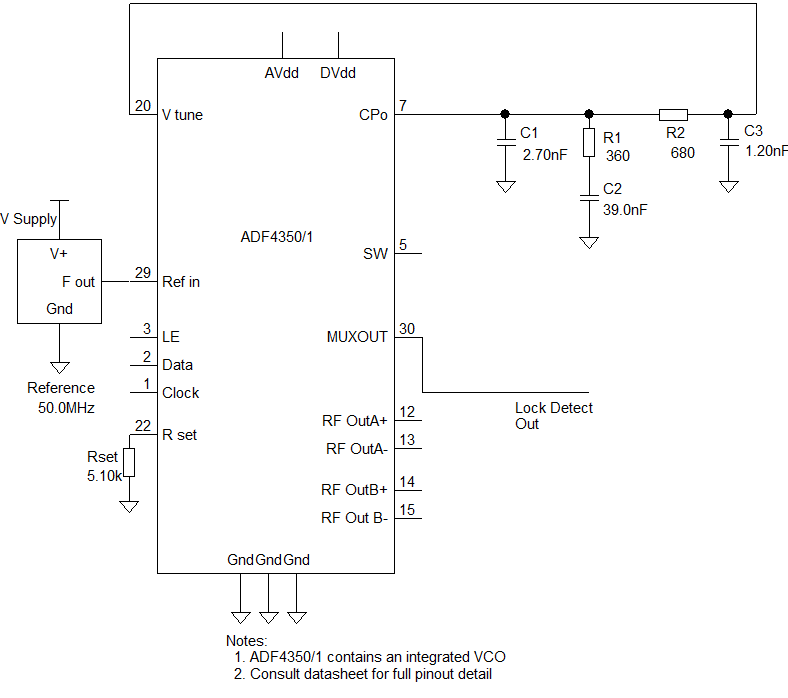 AVdd DVdd
20 V tune
CPo 7
C1
2.70nF
R1
360
R2
680
C3
1.20nF
C2
39.0nF
V Supply
V+
F out
Gnd
ADF4350/1
SW 5
29 Ref in
3 LE
2 Data
1 Clock
MUXOUT 30
Reference
50.0MHz
Lock Detect
Out
22 R set
Rset
5.10k
RF OutA+ 12
RF OutA- 13
RF OutB+ 14
RF Out B- 15
Gnd Gnd Gnd
Notes:
1. ADF4350/1 contains an integrated VCO
2. Consult datasheet for full pinout detail